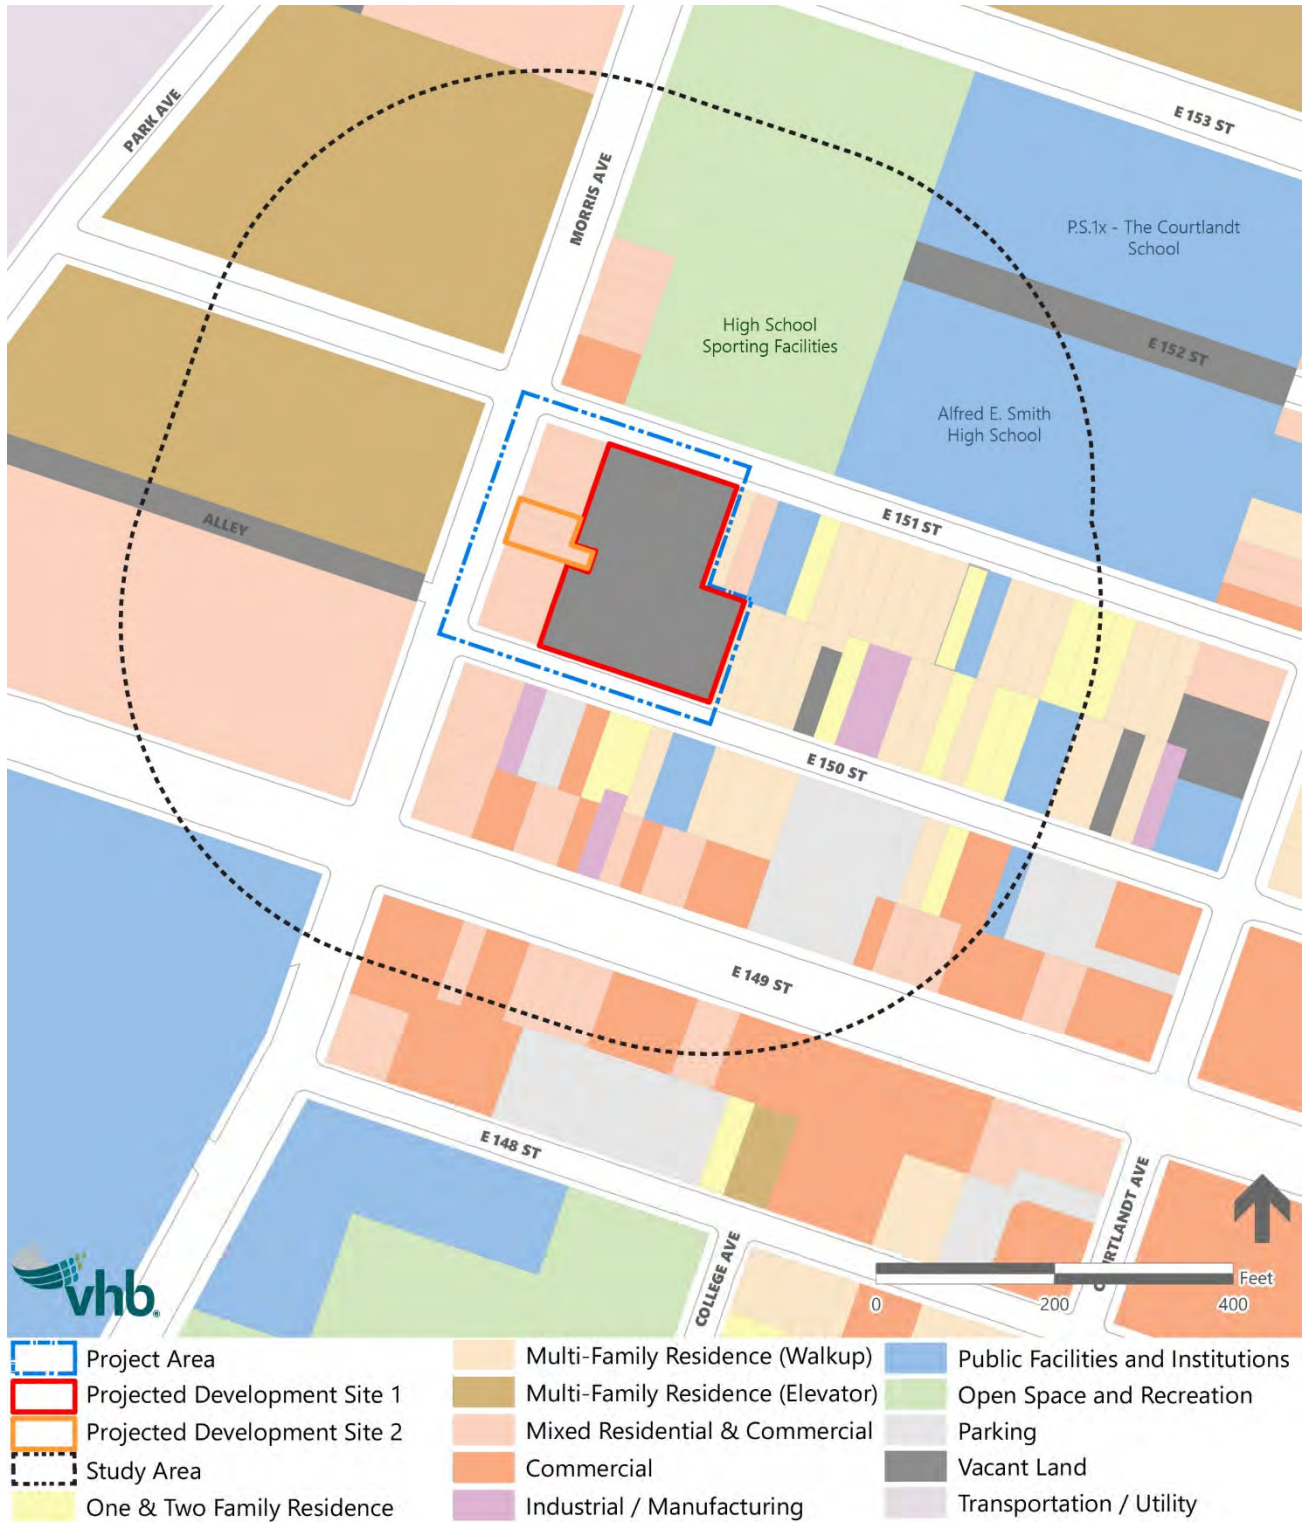 PARK AVE
E 153 ST
MORRIS AVE
P.S.1x - The Courtlandt
School
High School
Sporting Facilities
E 152 ST
Alfred E. Smith
High School
ALLEY
E 151 ST
E 150 ST
E 149 ST
E 148 ST
COLLEGE AVE
COURTLANDT AVE
vhb®
Feet
0 200 400
Project Area
Projected Development Site 1
Projected Development Site 2
Study Area
One & Two Family Residence
Multi-Family Residence (Walkup)
Multi-Family Residence (Elevator)
Mixed Residential & Commercial
Commercial
Industrial / Manufacturing
Public Facilities and Institutions
Open Space and Recreation
Parking
Vacant Land
Transportation / Utility